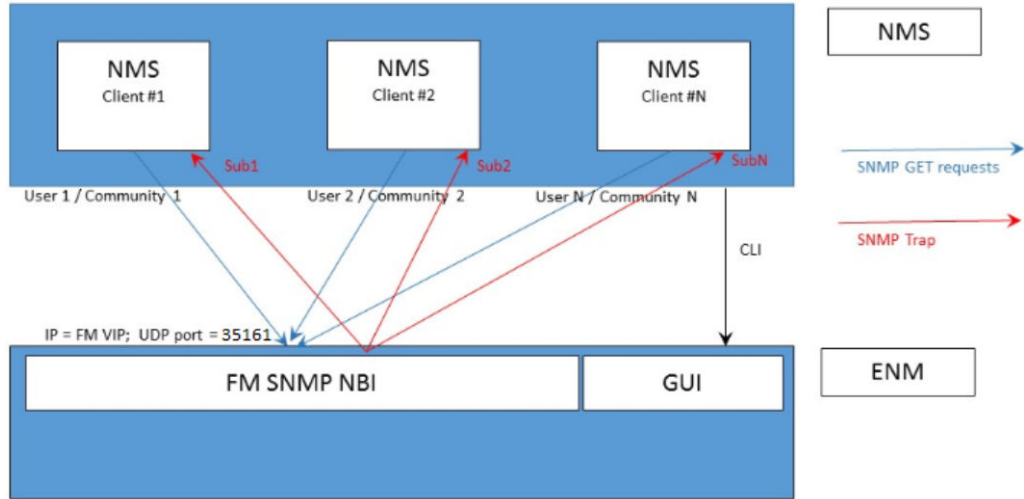 NMS
Client #1
NMS
Client #2
NMS
Client #N
NMS
Sub1
Sub2
SubN
SNMP GET requests
User 1 / Community 1
User 2 / Community 2
User N / Community N
SNMP Trap
CLI
IP = FM VIP; UDP port = 35161
FM SNMP NBI
GUI
ENM